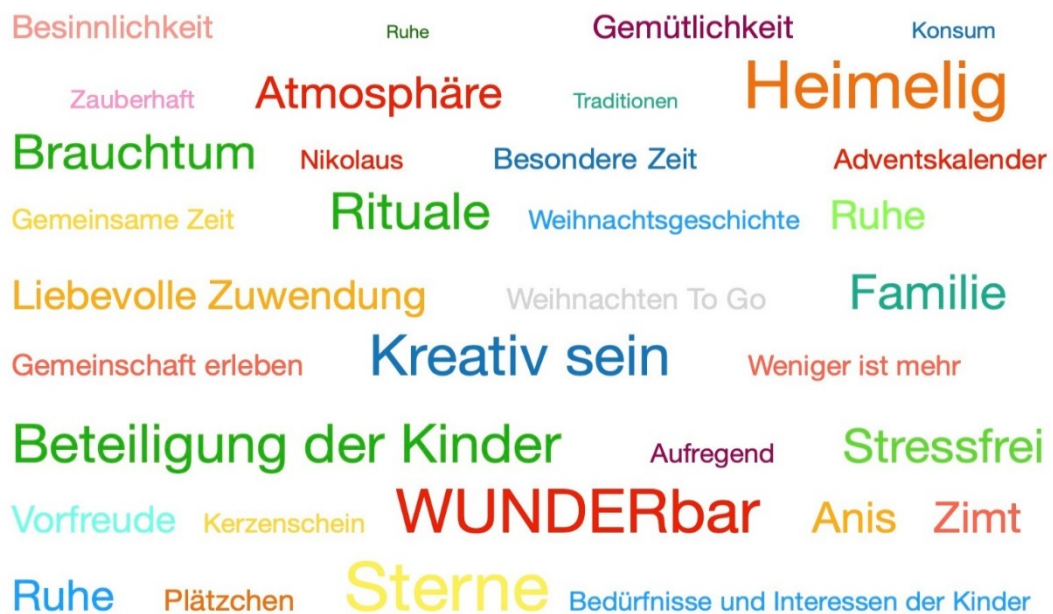 Besinnlichkeit Ruhe Gemütlichkeit Konsum
Zauberhaft Atmosphäre Traditionen Heimelig
Brauchtum Nikolaus Besondere Zeit Adventskalender
Gemeinsame Zeit Rituale Weihnachtsgeschichte Ruhe
Liebevolle Zuwendung Weihnachten To Go Familie
Gemeinschaft erleben Kreativ sein Weniger ist mehr
Beteiligung der Kinder Aufregend Stressfrei
Vorfreude Kerzenschein WUNDERbar Anis Zimt
Ruhe Plätzchen Sterne Bedürfnisse und Interessen der Kinder